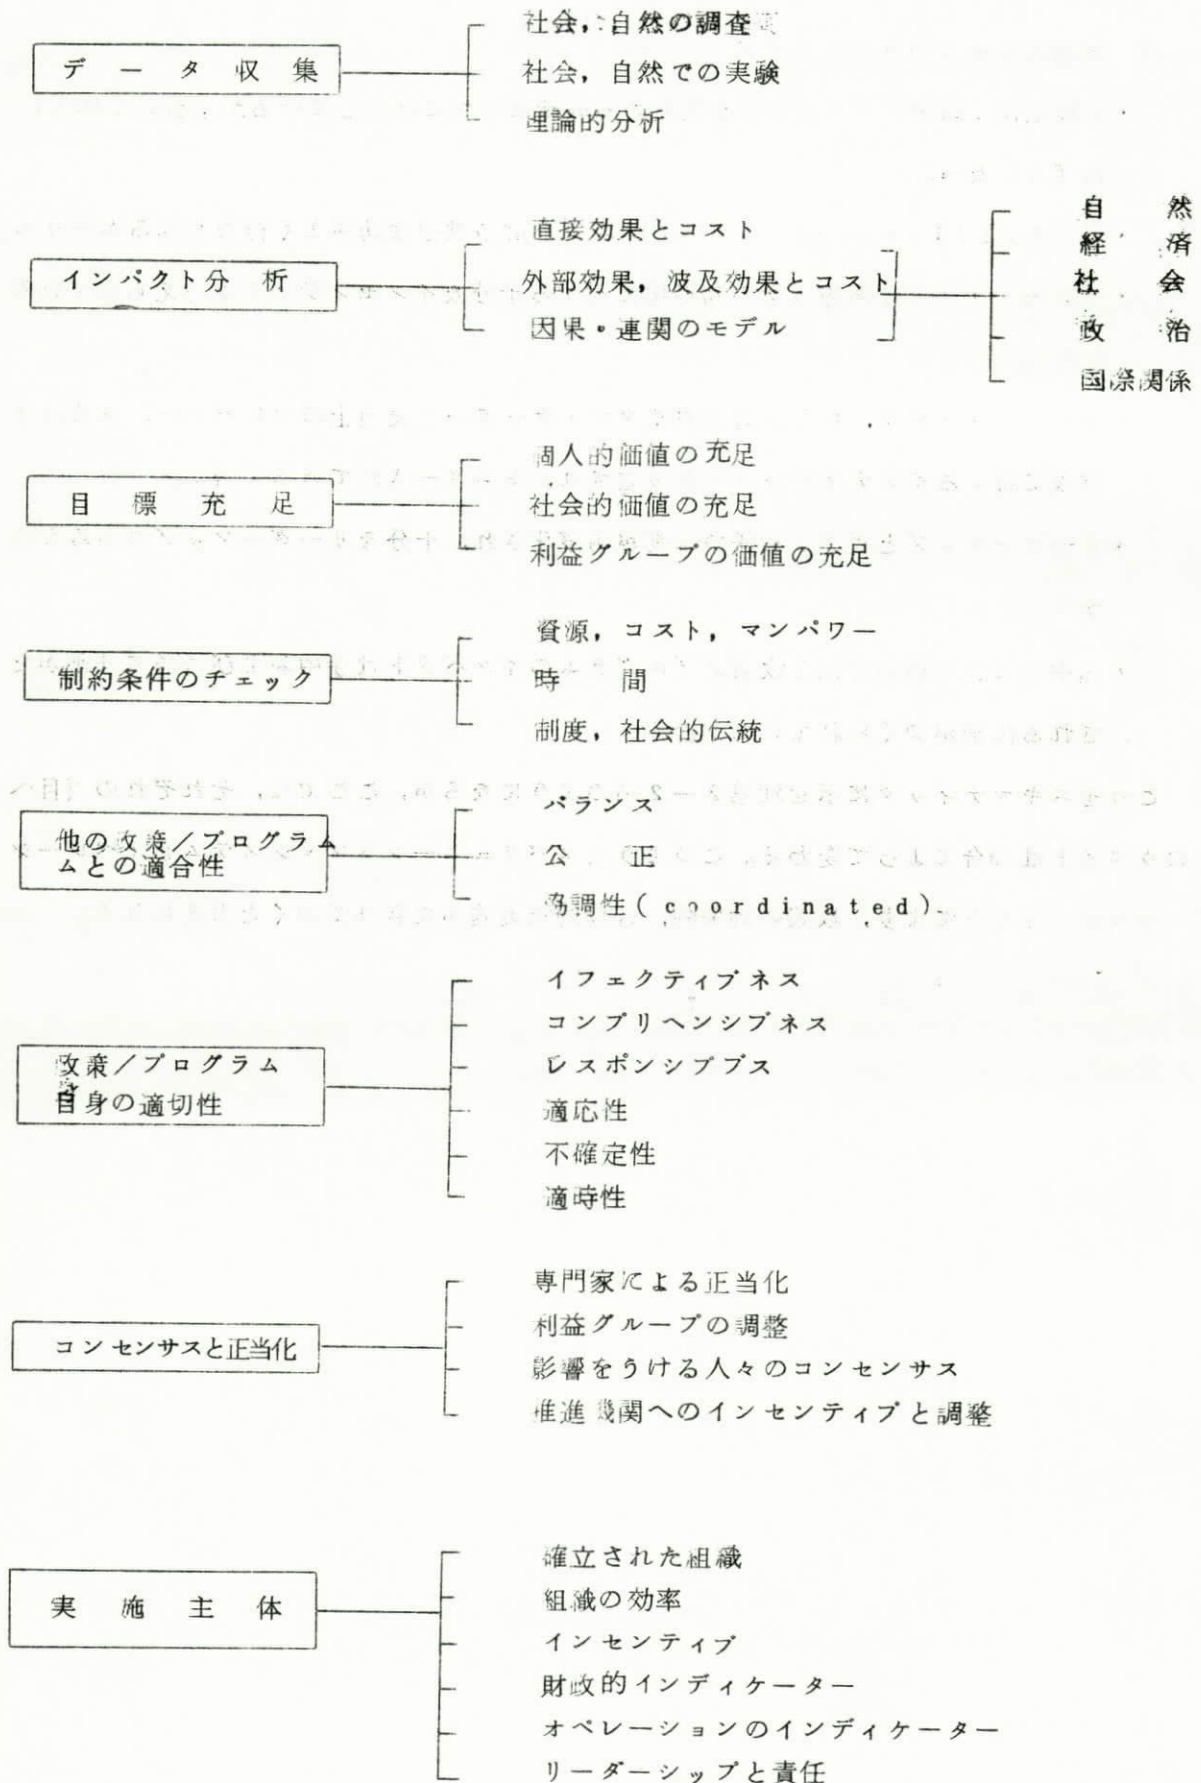 社会，自然の調査
データ収集
社会，自然での実験
理論的分析
直接効果とコスト
インパクト分析
外部効果，波及効果とコスト
因果・連関のモデル
自然
経済
社会
政治
国際関係
個人的価値の充足
目標充足
社会的価値の充足
利益グループの価値の充足
資源，コスト，マンパワー
制約条件のチェック
時間
制度，社会的伝統
バランス
他の政策／プログラム
ムとの適合性
公正
協調性（coordinated）
イフェクティブネス
コンプリヘンシブネス
政策／プログラム
自身の適切性
レスポンシブブス
適応性
不確定性
適時性
専門家による正当化
コンセンサスと正当化
利益グループの調整
影響をうける人々のコンセンサス
推進機関へのインセンティブと調整
確立された組織
実施主体
組織の効率
インセンティブ
財政的インディケーター
オペレーションのインディケーター
リーダーシップと責任